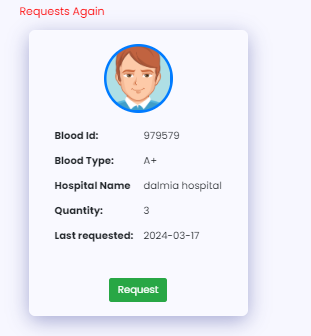 Requests Again
Blood Id: 979579
Blood Type: A+
Hospital Name dalmia hospital
Quantity: 3
Last requested: 2024-03-17
Request